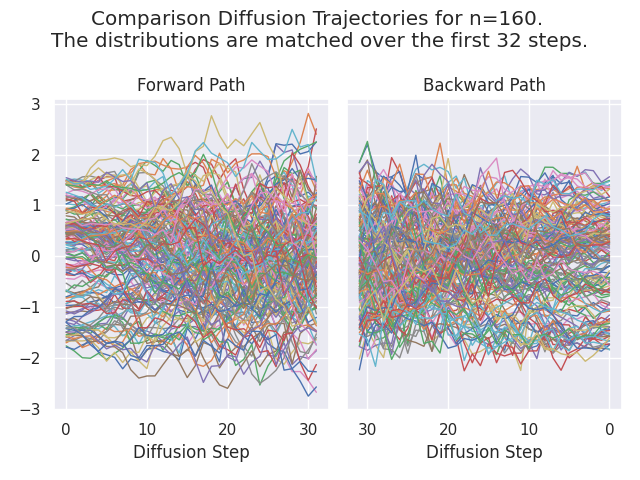 Comparison Diffusion Trajectories for n=160.
The distributions are matched over the first 32 steps.
Forward Path
Backward Path
3
2
1
0
−1
−2
−3
0 10 20 30
30 20 10 0
Diffusion Step
Diffusion Step